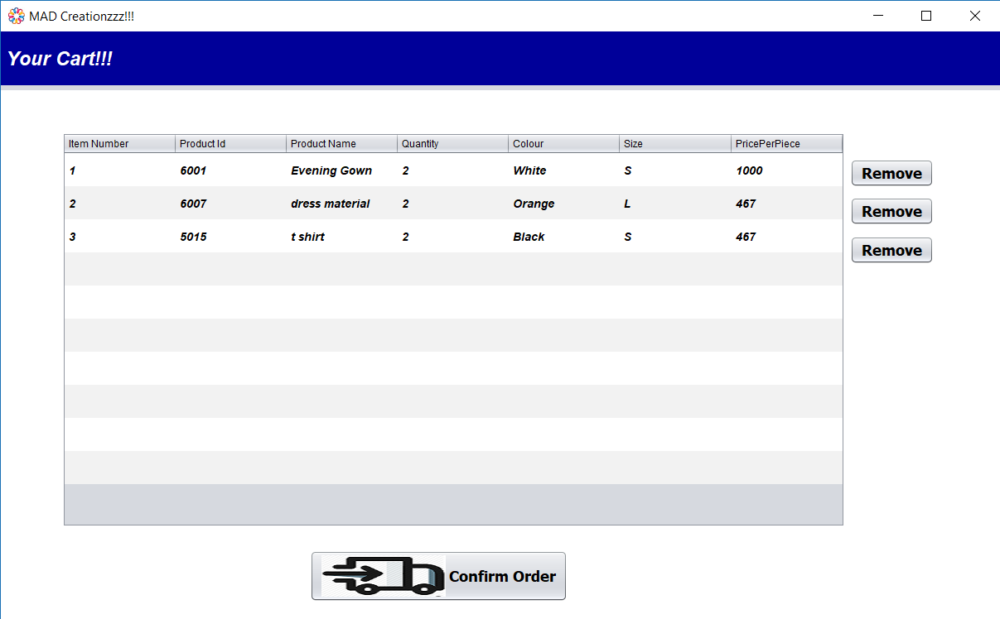 MAD Creationzzz!!!
Your Cart!!!
Item Number Product Id Product Name Quantity Colour Size PricePerPiece
1 6001 Evening Gown 2 White S 1000
Remove
2 6007 dress material 2 Orange L 467
Remove
3 5015 t shirt 2 Black S 467
Remove
Confirm Order